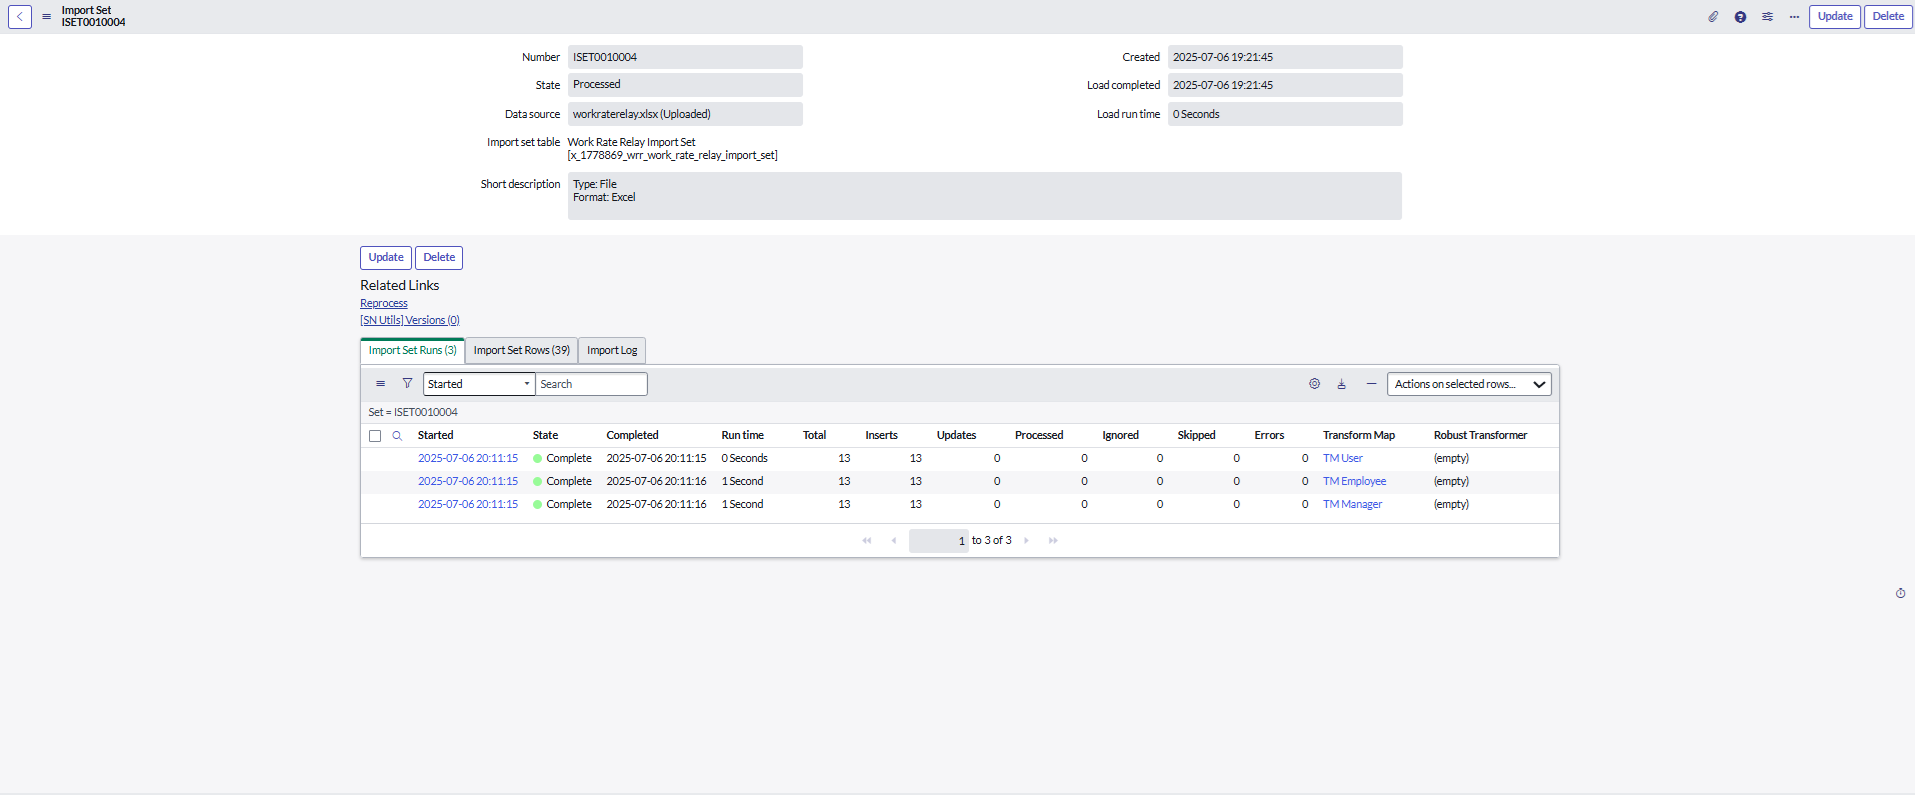 Import Set
ISET0010004
Update
Delete
Number
ISET0010004
Created
2025-07-06 19:21:45
State
Processed
Load completed
2025-07-06 19:21:45
Data source
workraterelay.xlsx (Uploaded)
Load run time
0 Seconds
Import set table
Work Rate Relay Import Set
[x_1778869_wrr_work_rate_relay_import_set]
Short description
Type: File
Format: Excel
Update
Delete
Related Links
Reprocess
[SN Utils] Versions (0)
Import Set Runs (3)
Import Set Rows (39)
Import Log
Started
Search
Actions on selected rows...
Set = ISET0010004
Started State Completed Run time Total Inserts Updates Processed Ignored Skipped Errors Transform Map Robust Transformer
2025-07-06 20:11:15 Complete 2025-07-06 20:11:15 0 Seconds 13 13 0 0 0 0 0 TM User (empty)
2025-07-06 20:11:15 Complete 2025-07-06 20:11:16 1 Second 13 13 0 0 0 0 0 TM Employee (empty)
2025-07-06 20:11:15 Complete 2025-07-06 20:11:16 1 Second 13 13 0 0 0 0 0 TM Manager (empty)
1 to 3 of 3